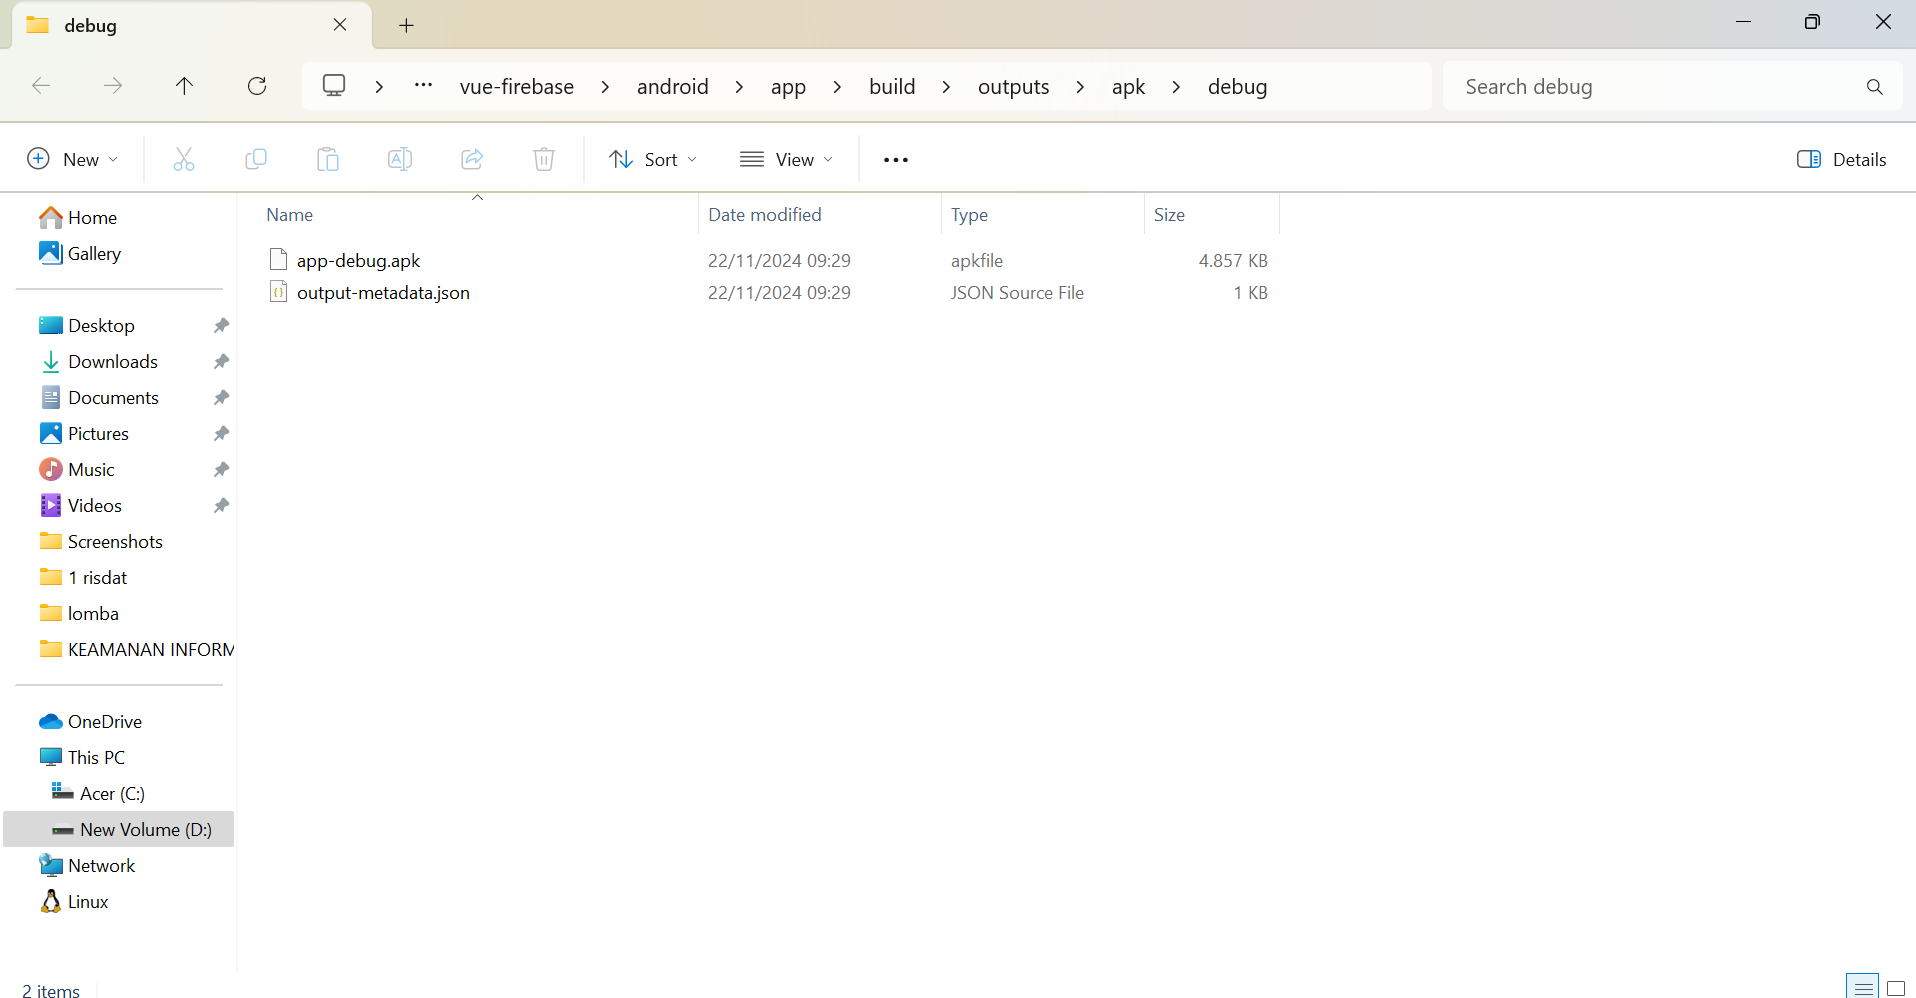 debug
vue-firebase > android > app > build > outputs > apk > debug
Search debug
New
Sort
View
Details
Name Date modified Type Size
app-debug.apk 22/11/2024 09:29 apkfile 4.857 KB
output-metadata.json 22/11/2024 09:29 JSON Source File 1 KB
Home
Gallery
Desktop
Downloads
Documents
Pictures
Music
Videos
Screenshots
1 risdat
lomba
KEAMANAN INFORM
OneDrive
This PC
Acer (C:)
New Volume (D:)
Network
Linux
2 items